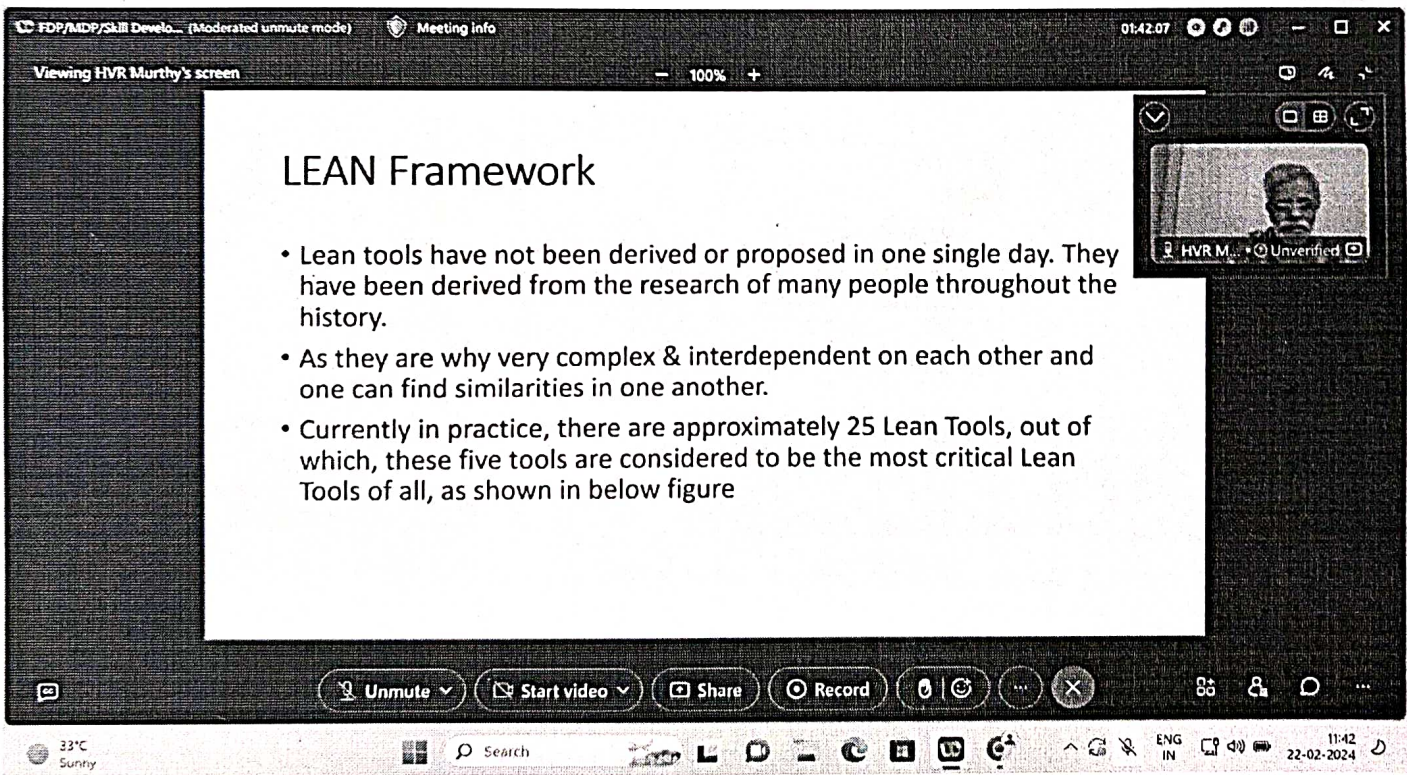 FDP/MDP/Skill Develo... (Moderated unmute mode) Meeting info 01:42:07
Viewing HVR Murthy's screen − 100% +
LEAN Framework
HVR M... • Unverified
• Lean tools have not been derived or proposed in one single day. They
have been derived from the research of many people throughout the
history.
• As they are why very complex & interdependent on each other and
one can find similarities in one another.
• Currently in practice, there are approximately 25 Lean Tools, out of
which, these five tools are considered to be the most critical Lean
Tools of all, as shown in below figure
Unmute Start video Share Record
33°C Search ENG 11:42
Sunny IN 22-02-2024